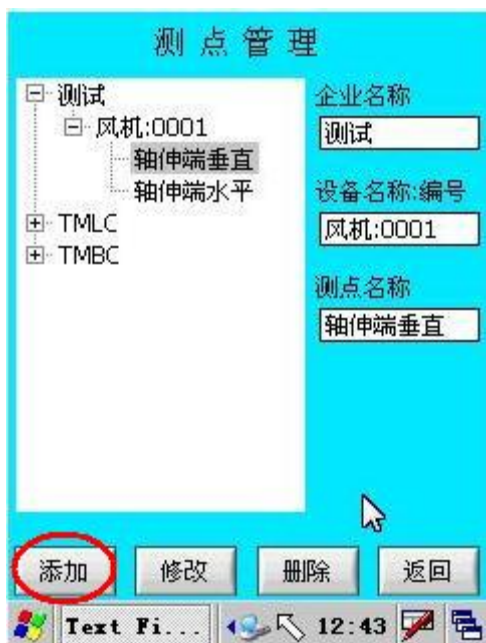 测点管理
测试
风机:0001
轴伸端垂直
轴伸端水平
TMLC
TMBC
企业名称
测试
设备名称:编号
风机:0001
测点名称
轴伸端垂直
添加 修改 删除 返回
Text Fi... 12:43